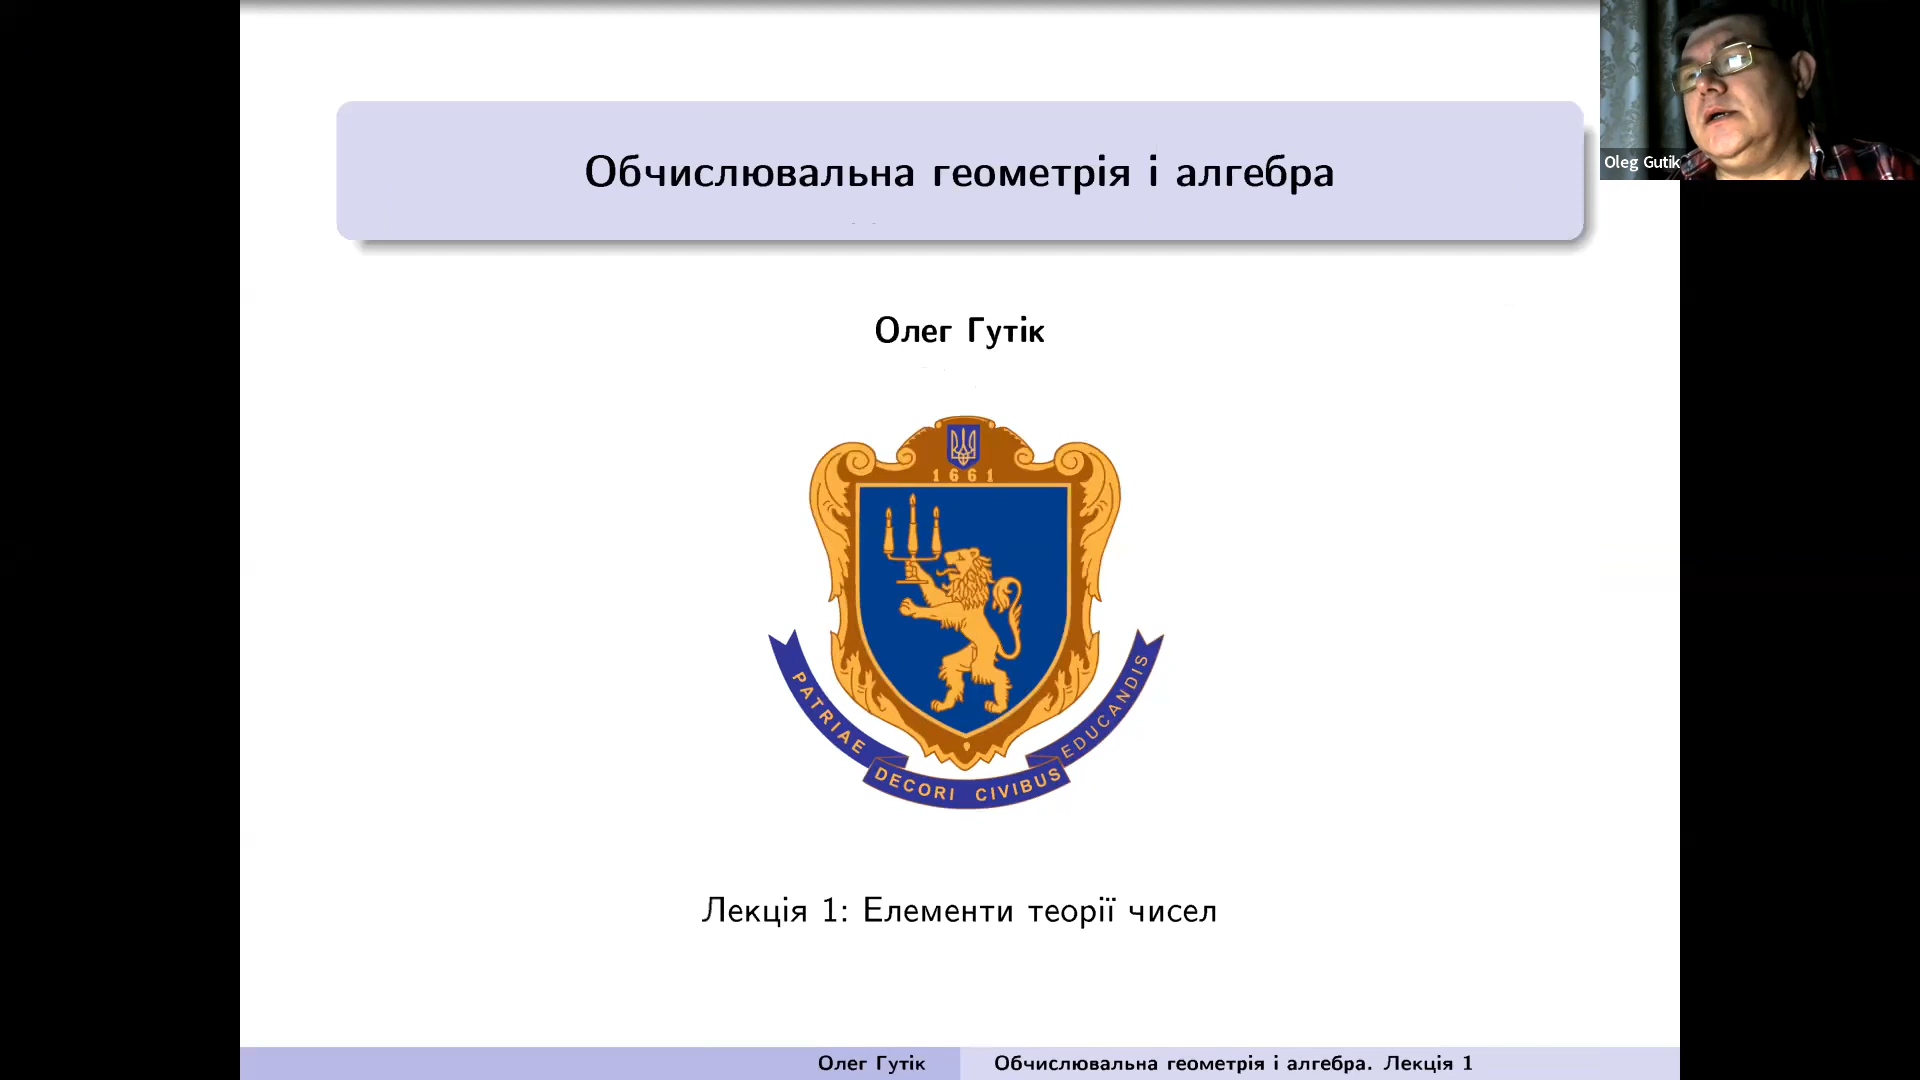 Обчислювальна геометрія і алгебра
Oleg Gutik
Олег Гутік
1661
PATRIAE DECORI CIVIBUS EDUCANDIS
Лекція 1: Елементи теорії чисел
Олег Гутік
Обчислювальна геометрія і алгебра. Лекція 1